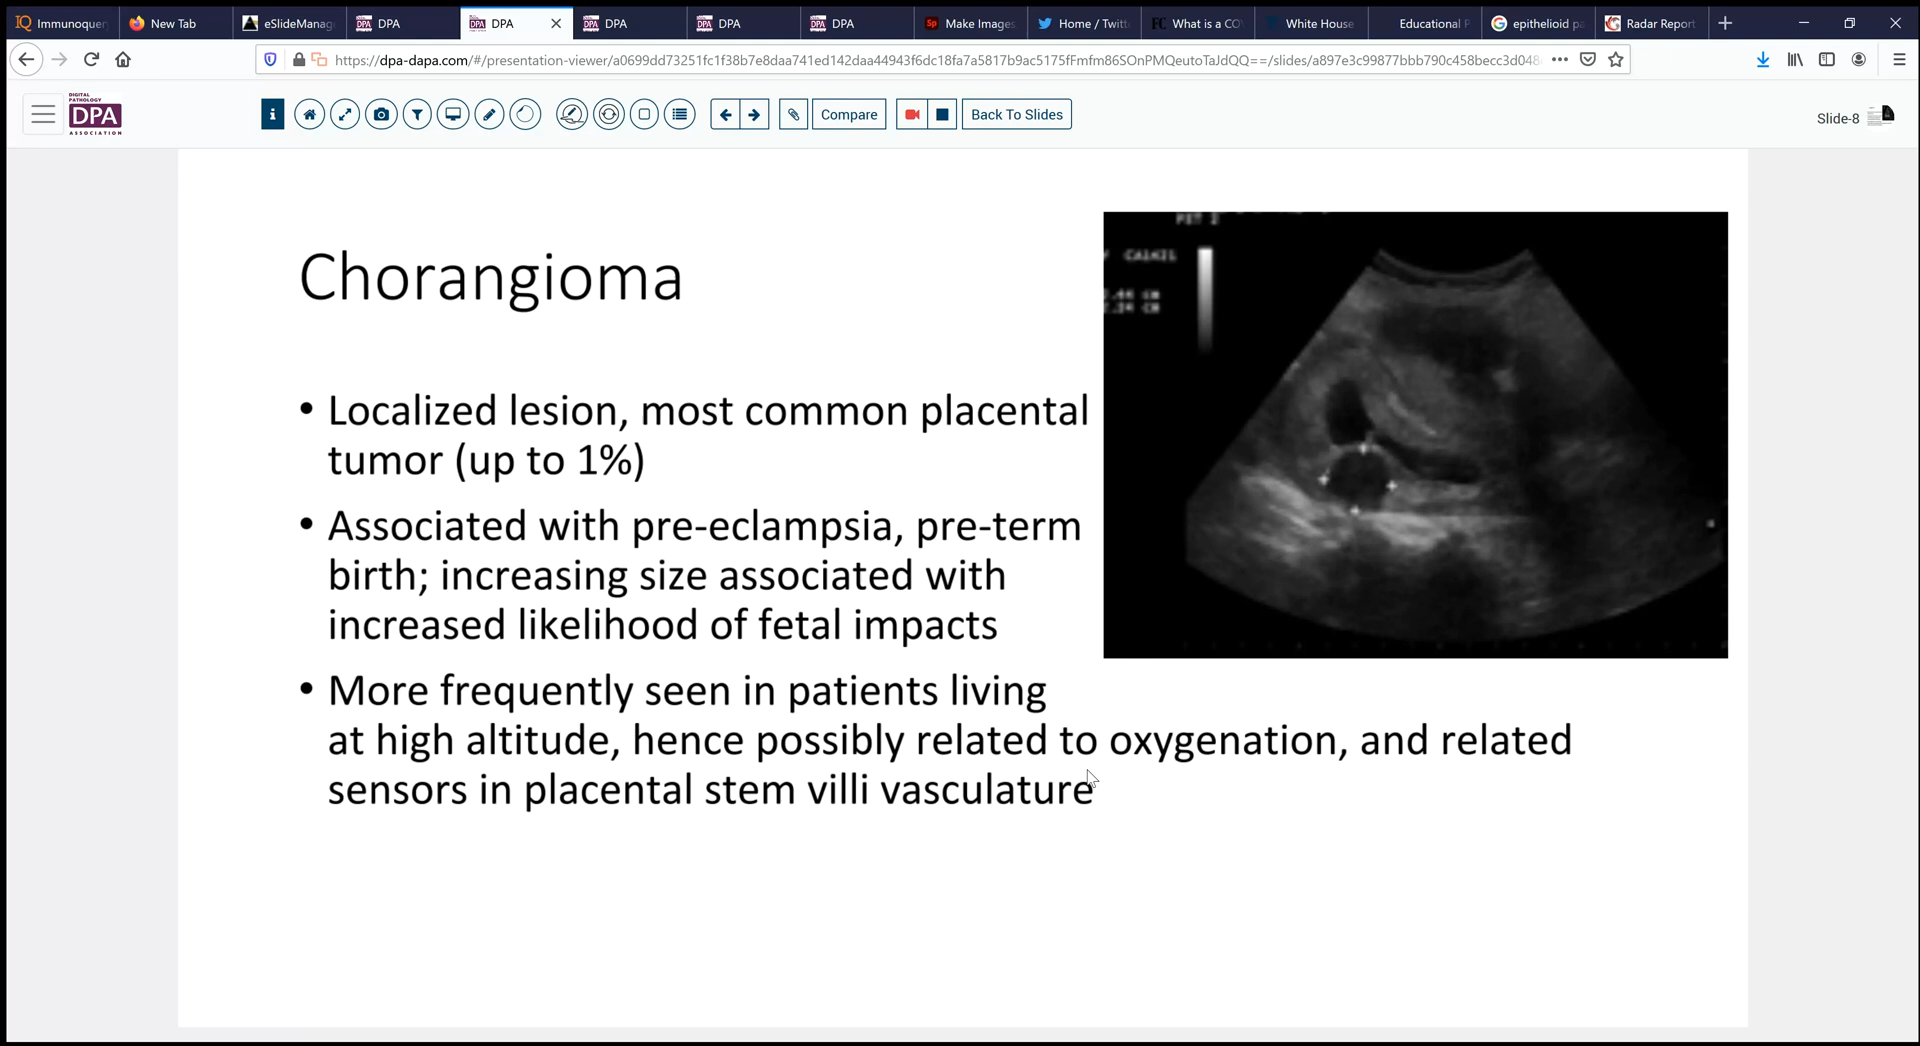 Immunoquery
New Tab
eSlideManag
DPA
DPA
DPA
DPA
DPA
Sp
Make Images
Home / Twitt
What is a CO
White House
Educational P
epithelioid pa
Radar Report
https://dpa-dapa.com/#/presentation-viewer/a0699dd73251fc1f38b7e8daa741ed142daa44943f6dc18fa7a5817b9ac5175fFmfm86SOnPMQeutoTaJdQQ==/slides/a897e3c99877bbb790c458becc3d048
DIGITAL
PATHOLOGY
DPA
ASSOCIATION
Compare
Back To Slides
Slide-8
Chorangioma
• Localized lesion, most common placental
tumor (up to 1%)
• Associated with pre-eclampsia, pre-term
birth; increasing size associated with
increased likelihood of fetal impacts
• More frequently seen in patients living
at high altitude, hence possibly related to oxygenation, and related
sensors in placental stem villi vasculature